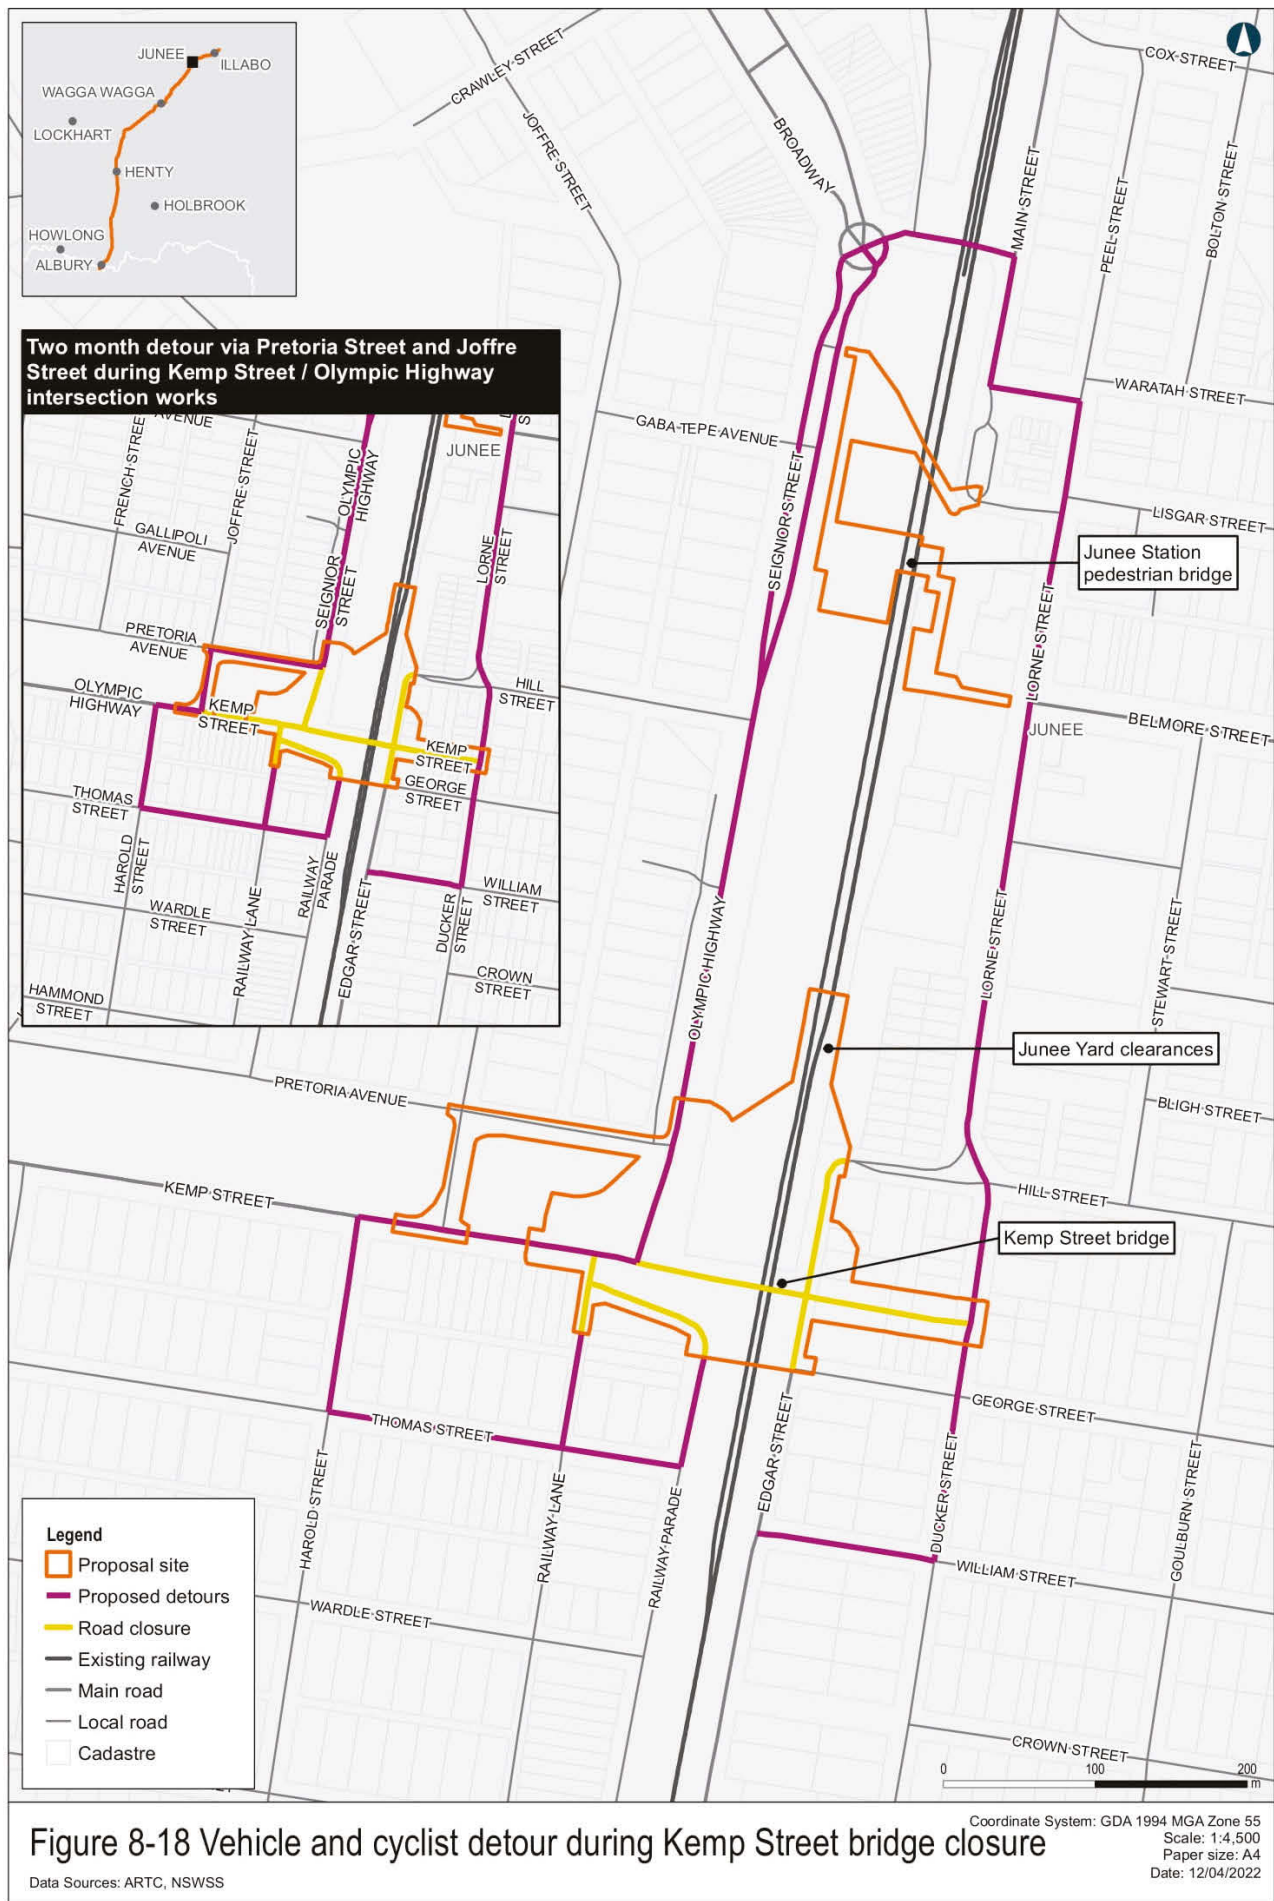 JUNEE
ILLABO
WAGGA WAGGA
LOCKHART
HENTY
HOLBROOK
HOWLONG
ALBURY
CRAWLEY STREET
JOFFRE STREET
BROADWAY
COX STREET
MAIN STREET
PEEL STREET
BOLTON STREET
WARATAH STREET
GABA TEPE AVENUE
SEIGNIOR STREET
LISGAR STREET
Junee Station
pedestrian bridge
LORNE STREET
JUNEE
BELMORE STREET
Two month detour via Pretoria Street and Joffre
Street during Kemp Street / Olympic Highway
intersection works
AVENUE
FRENCH STREET
JOFFRE STREET
OLYMPIC
HIGHWAY
JUNEE
GALLIPOLI
AVENUE
SEIGNIOR
STREET
LORNE
STREET
PRETORIA
AVENUE
OLYMPIC
HIGHWAY
KEMP
STREET
HILL
STREET
KEMP
STREET
GEORGE
STREET
THOMAS
STREET
HAROLD
STREET
WARDLE
STREET
RAILWAY LANE
RAILWAY
PARADE
EDGAR STREET
DUCKER
STREET
WILLIAM
STREET
CROWN
STREET
HAMMOND
STREET
OLYMPIC HIGHWAY
LORNE STREET
STEWART STREET
Junee Yard clearances
PRETORIA AVENUE
BLIGH STREET
KEMP STREET
HILL STREET
Kemp Street bridge
THOMAS STREET
GEORGE STREET
HAROLD STREET
RAILWAY LANE
RAILWAY PARADE
EDGAR STREET
DUCKER STREET
GOULBURN STREET
WILLIAM STREET
WARDLE STREET
CROWN STREET
Legend
Proposal site
Proposed detours
Road closure
Existing railway
Main road
Local road
Cadastre
0 100 200
m
Figure 8-18 Vehicle and cyclist detour during Kemp Street bridge closure
Data Sources: ARTC, NSWSS
Coordinate System: GDA 1994 MGA Zone 55
Scale: 1:4,500
Paper size: A4
Date: 12/04/2022